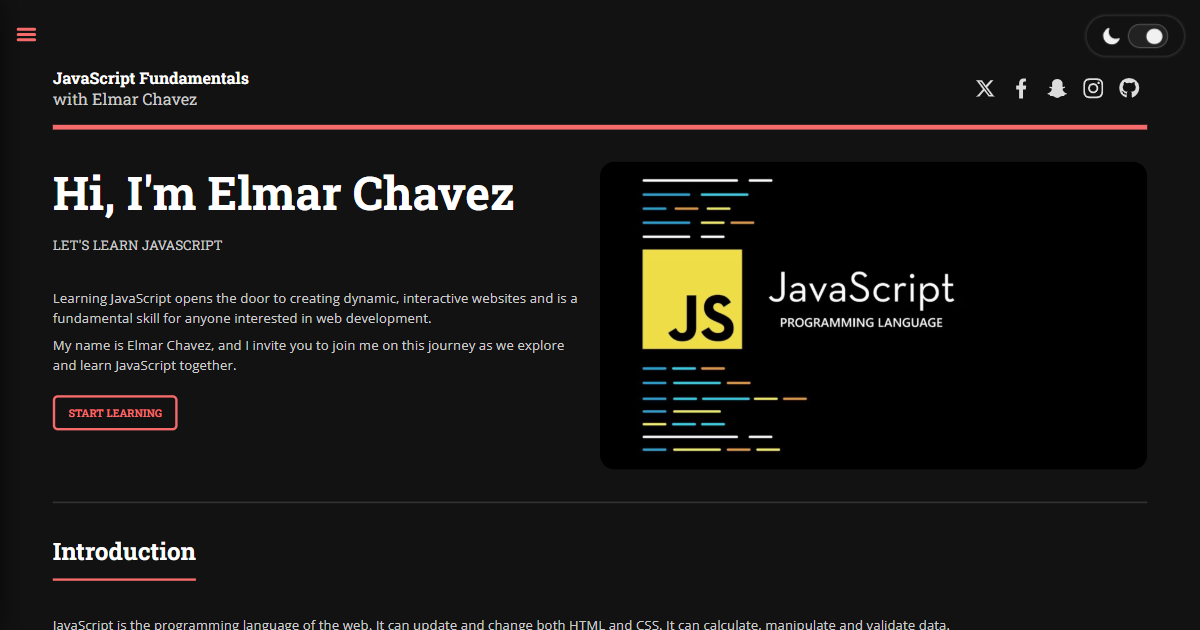 JavaScript Fundamentals
with Elmar Chavez
Hi, I'm Elmar Chavez
LET'S LEARN JAVASCRIPT
Learning JavaScript opens the door to creating dynamic, interactive websites and is a
fundamental skill for anyone interested in web development.
My name is Elmar Chavez, and I invite you to join me on this journey as we explore
and learn JavaScript together.
START LEARNING
JS
JavaScript
PROGRAMMING LANGUAGE
Introduction
JavaScript is the programming language of the web. It can update and change both HTML and CSS. It can calculate, manipulate and validate data.